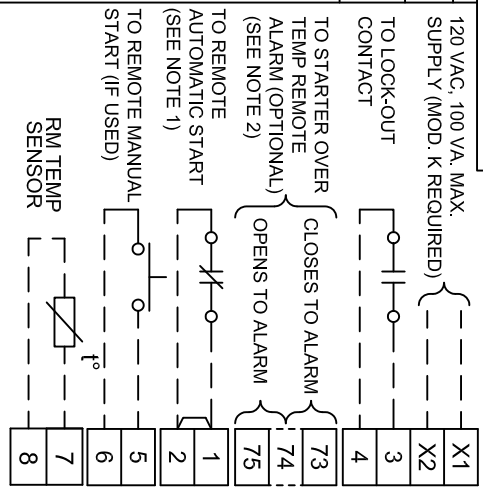 120 VAC, 100 VA. MAX.
SUPPLY (MOD. K REQUIRED)
X1
X2
TO LOCK-OUT
CONTACT
3
4
TO STARTER OVER
TEMP REMOTE
ALARM (OPTIONAL)
(SEE NOTE 2)
CLOSES TO ALARM
OPENS TO ALARM
73
74
75
TO REMOTE
AUTOMATIC START
(SEE NOTE 1)
1
2
TO REMOTE MANUAL
START (IF USED)
5
6
RM TEMP
SENSOR
t°
7
8